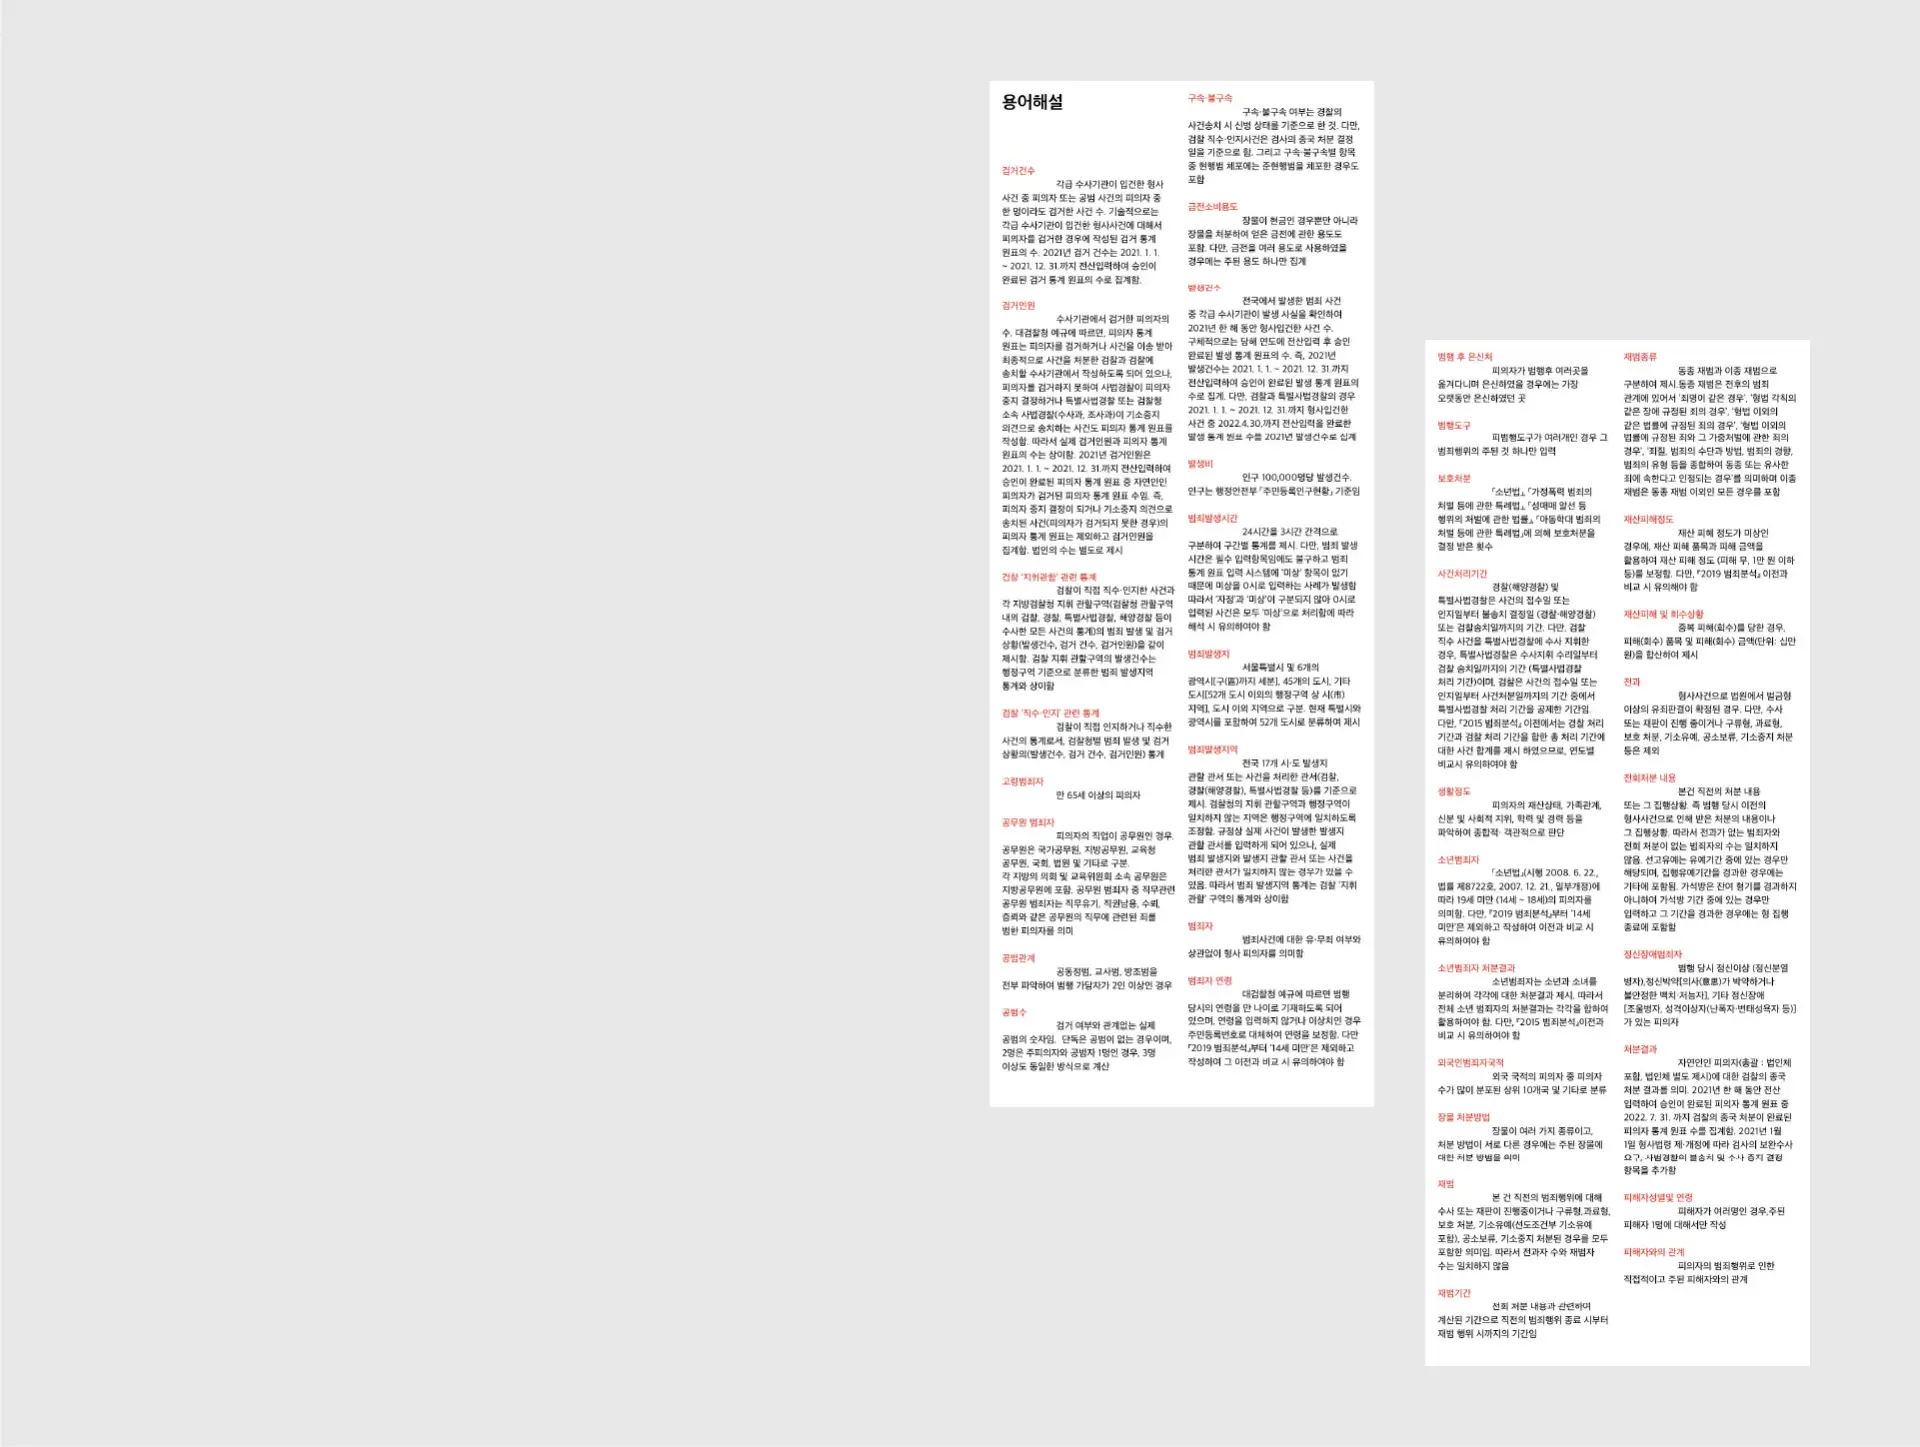 용어해설
검거건수
각급 수사기관이 입건한 형사
사건 중 피의자 또는 공범 사건의 피의자 중
한 명이라도 검거한 사건 수. 기술적으로는
각급 수사기관이 입건한 형사사건에 대해서
피의자를 검거한 경우에 작성된 검거 통계
원표의 수. 2021년 검거 건수는 2021. 1. 1.
~ 2021. 12. 31.까지 전산입력하여 승인이
완료된 검거 통계 원표의 수로 집계함.
검거인원
수사기관에서 검거한 피의자의
수. 대검찰청 예규에 따르면, 피의자 통계
원표는 피의자를 검거하거나 사건을 이송 받아
최종적으로 사건을 처분한 검찰과 검찰에
송치할 수사기관에서 작성하도록 되어 있으나,
피의자를 검거하지 못하여 사법경찰이 피의자
중지 결정하거나 특별사법경찰 또는 검찰청
소속 사법경찰(수사과, 조사과)이 기소중지
의견으로 송치하는 사건도 피의자 통계 원표를
작성함. 따라서 실제 검거인원과 피의자 통계
원표의 수는 상이함. 2021년 검거인원은
2021. 1. 1. ~ 2021. 12. 31.까지 전산입력하여
승인이 완료된 피의자 통계 원표 중 자연인인
피의자가 검거된 피의자 통계 원표 수임. 즉,
피의자 중지 결정이 되거나 기소중지 의견으로
송치된 사건(피의자가 검거되지 못한 경우)의
피의자 통계 원표는 제외하고 검거인원을
집계함. 법인의 수는 별도로 제시
검찰 '지휘관할' 관련 통계
검찰이 직접 직수·인지한 사건과
각 지방검찰청 지휘 관할구역(검찰청 관할구역
내의 검찰, 경찰, 특별사법경찰, 해양경찰 등이
수사한 모든 사건의 통계)의 범죄 발생 및 검거
상황(발생건수, 검거 건수, 검거인원)을 같이
제시함. 검찰 지휘 관할구역의 발생건수는
행정구역 기준으로 분류한 범죄 발생지역
통계와 상이함
검찰 '직수·인지' 관련 통계
검찰이 직접 인지하거나 직수한
사건의 통계로서, 검찰청별 범죄 발생 및 검거
상황의(발생건수, 검거 건수, 검거인원) 통계
고령범죄자
만 65세 이상의 피의자
공무원 범죄자
피의자의 직업이 공무원인 경우.
공무원은 국가공무원, 지방공무원, 교육청
공무원, 국회, 법원 및 기타로 구분.
각 지방의 의회 및 교육위원회 소속 공무원은
지방공무원에 포함. 공무원 범죄자 중 직무관련
공무원 범죄자는 직무유기, 직권남용, 수뢰,
증뢰와 같은 공무원의 직무에 관련된 죄를
범한 피의자를 의미
공범관계
공동정범, 교사범, 방조범을
전부 파악하여 범행 가담자가 2인 이상인 경우
공범수
검거 여부와 관계없는 실제
공범의 숫자임. 단독은 공범이 없는 경우이며,
2명은 주피의자와 공범자 1명인 경우, 3명
이상도 동일한 방식으로 계산
구속·불구속
구속·불구속 여부는 경찰의
사건송치 시 신병 상태를 기준으로 한 것. 다만,
검찰 직수·인지사건은 검사의 종국 처분 결정
일을 기준으로 함. 그리고 구속·불구속별 항목
중 현행범 체포에는 준현행범을 체포한 경우도
포함
금전소비용도
장물이 현금인 경우뿐만 아니라
장물을 처분하여 얻은 금전에 관한 용도도
포함. 다만, 금전을 여러 용도로 사용하였을
경우에는 주된 용도 하나만 집계
발생건수
전국에서 발생한 범죄 사건
중 각급 수사기관이 발생 사실을 확인하여
2021년 한 해 동안 형사입건한 사건 수.
구체적으로는 당해 연도에 전산입력 후 승인
완료된 발생 통계 원표의 수. 즉, 2021년
발생건수는 2021. 1. 1. ~ 2021. 12. 31.까지
전산입력하여 승인이 완료된 발생 통계 원표의
수로 집계. 다만, 검찰과 특별사법경찰의 경우
2021. 1. 1. ~ 2021. 12. 31.까지 형사입건한
사건 중 2022.4.30.까지 전산입력을 완료한
발생 통계 원표 수를 2021년 발생건수로 집계
발생비
인구 100,000명당 발생건수.
인구는 행정안전부 「주민등록인구현황」 기준임
범죄발생시간
24시간을 3시간 간격으로
구분하여 구간별 통계를 제시. 다만, 범죄 발생
시간은 필수 입력항목임에도 불구하고 범죄
통계 원표 입력 시스템에 '미상' 항목이 있기
때문에 미상을 0시로 입력하는 사례가 발생함
따라서 '자정'과 '미상'이 구분되지 않아 0시로
입력된 사건은 모두 '미상'으로 처리함에 따라
해석 시 유의하여야 함
범죄발생지
서울특별시 및 6개의
광역시[구(區)까지 세분], 45개의 도시, 기타
도시[52개 도시 이외의 행정구역 상 시(市)
지역], 도시 이외 지역으로 구분. 현재 특별시와
광역시를 포함하여 52개 도시로 분류하여 제시
범죄발생지역
전국 17개 시·도 발생지
관할 관서 또는 사건을 처리한 관서(검찰,
경찰(해양경찰), 특별사법경찰 등)를 기준으로
제시. 검찰청의 지휘 관할구역과 행정구역이
일치하지 않는 지역은 행정구역에 일치하도록
조정함. 규정상 실제 사건이 발생한 발생지
관할 관서를 입력하게 되어 있으나, 실제
범죄 발생지와 발생지 관할 관서 또는 사건을
처리한 관서가 일치하지 않는 경우가 있을 수
있음. 따라서 범죄 발생지역 통계는 검찰 '지휘
관할' 구역의 통계와 상이함
범죄자
범죄사건에 대한 유·무죄 여부와
상관없이 형사 피의자를 의미함
범죄자 연령
대검찰청 예규에 따르면 범행
당시의 연령을 만 나이로 기재하도록 되어
있으며, 연령을 입력하지 않거나 이상치인 경우
주민등록번호로 대체하여 연령을 보정함. 다만
『2019 범죄분석』부터 '14세 미만'은 제외하고
작성하여 그 이전과 비교 시 유의하여야 함
범행 후 은신처
피의자가 범행후 여러곳을
옮겨다니며 은신하였을 경우에는 가장
오랫동안 은신하였던 곳
범행도구
피범행도구가 여러개인 경우 그
범죄행위의 주된 것 하나만 입력
보호처분
「소년법」, 「가정폭력 범죄의
처벌 등에 관한 특례법」, 「성매매 알선 등
행위의 처벌에 관한 법률」, 「아동학대 범죄의
처벌 등에 관한 특례법」에 의해 보호처분을
결정 받은 횟수
사건처리기간
경찰(해양경찰) 및
특별사법경찰은 사건의 접수일 또는
인지일부터 불송치 결정일 (경찰·해양경찰)
또는 검찰송치일까지의 기간. 다만, 검찰
직수 사건을 특별사법경찰에 수사 지휘한
경우, 특별사법경찰은 수사지휘 수리일부터
검찰 송치일까지의 기간 (특별사법경찰
처리 기간)이며, 검찰은 사건의 접수일 또는
인지일부터 사건처분일까지의 기간 중에서
특별사법경찰 처리 기간을 공제한 기간임.
다만, 『2015 범죄분석』 이전에서는 경찰 처리
기간과 검찰 처리 기간을 합한 총 처리 기간에
대한 사건 합계를 제시 하였으므로, 연도별
비교시 유의하여야 함
생활정도
피의자의 재산상태, 가족관계,
신분 및 사회적 지위, 학력 및 경력 등을
파악하여 종합적· 객관적으로 판단
소년범죄자
「소년법」(시행 2008. 6. 22.,
법률 제8722호, 2007. 12. 21., 일부개정)에
따라 19세 미만 (14세 ~ 18세)의 피의자를
의미함. 다만, 『2019 범죄분석』부터 '14세
미만'은 제외하고 작성하여 이전과 비교 시
유의하여야 함
소년범죄자 처분결과
소년범죄자는 소년과 소녀를
분리하여 각각에 대한 처분결과 제시. 따라서
전체 소년 범죄자의 처분결과는 각각을 합하여
활용하여야 함. 다만, 『2015 범죄분석』이전과
비교 시 유의하여야 함
외국인범죄자국적
외국 국적의 피의자 중 피의자
수가 많이 분포된 상위 10개국 및 기타로 분류
장물 처분방법
장물이 여러 가지 종류이고,
처분 방법이 서로 다른 경우에는 주된 장물에
대한 처분 방법을 의미
재범
본 건 직전의 범죄행위에 대해
수사 또는 재판이 진행중이거나 구류형,과료형,
보호 처분, 기소유예(선도조건부 기소유예
포함), 공소보류, 기소중지 처분된 경우를 모두
포함한 의미임. 따라서 전과자 수와 재범자
수는 일치하지 않음
재범기간
전회 처분 내용과 관련하며
계산된 기간으로 직전의 범죄행위 종료 시부터
재범 행위 시까지의 기간임
재범종류
동종 재범과 이종 재범으로
구분하여 제시.동종 재범은 전후의 범죄
관계에 있어서 '죄명이 같은 경우', '형법 각칙의
같은 장에 규정된 죄의 경우', '형법 이외의
같은 법률에 규정된 죄의 경우', '형법 이외의
법률에 규정된 죄와 그 가중처벌에 관한 죄의
경우', '죄질, 범죄의 수단과 방법, 범죄의 경향,
범죄의 유형 등을 종합하여 동종 또는 유사한
죄에 속한다고 인정되는 경우'를 의미하며 이종
재범은 동종 재범 이외인 모든 경우를 포함
재산피해정도
재산 피해 정도가 미상인
경우에, 재산 피해 품목과 피해 금액을
활용하여 재산 피해 정도 (피해 무, 1만 원 이하
등)를 보정함. 다만, 『2019 범죄분석』 이전과
비교 시 유의해야 함
재산피해 및 회수상황
중복 피해(회수)를 당한 경우,
피해(회수) 품목 및 피해(회수) 금액(단위: 십만
원)을 합산하여 제시
전과
형사사건으로 법원에서 벌금형
이상의 유죄판결이 확정된 경우. 다만, 수사
또는 재판이 진행 중이거나 구류형, 과료형,
보호 처분, 기소유예, 공소보류, 기소중지 처분
등은 제외
전회처분 내용
본건 직전의 처분 내용
또는 그 집행상황. 즉 범행 당시 이전의
형사사건으로 인해 받은 처분의 내용이나
그 집행상황. 따라서 전과가 없는 범죄자와
전회 처분이 없는 범죄자의 수는 일치하지
않음. 선고유예는 유예기간 중에 있는 경우만
해당되며, 집행유예기간을 경과한 경우에는
기타에 포함됨. 가석방은 잔여 형기를 경과하지
아니하여 가석방 기간 중에 있는 경우만
입력하고 그 기간을 경과한 경우에는 형 집행
종료에 포함함
정신장애범죄자
범행 당시 정신이상 (정신분열
병자),정신박약[의사(意思)가 박약하거나
불안정한 백치·저능자], 기타 정신장애
[조울병자, 성격이상자(난폭자·변태성욕자 등)]
가 있는 피의자
처분결과
자연인인 피의자(총괄 : 법인체
포함, 법인체 별도 제시)에 대한 검찰의 종국
처분 결과를 의미. 2021년 한 해 동안 전산
입력하여 승인이 완료된 피의자 통계 원표 중
2022. 7. 31. 까지 검찰의 종국 처분이 완료된
피의자 통계 원표 수를 집계함. 2021년 1월
1일 형사법령 제·개정에 따라 검사의 보완수사
요구, 사법경찰의 불송치 및 수사 중지 결정
항목을 추가함
피해자성별및 연령
피해자가 여러명인 경우,주된
피해자 1명에 대해서만 작성
피해자와의 관계
피의자의 범죄행위로 인한
직접적이고 주된 피해자와의 관계